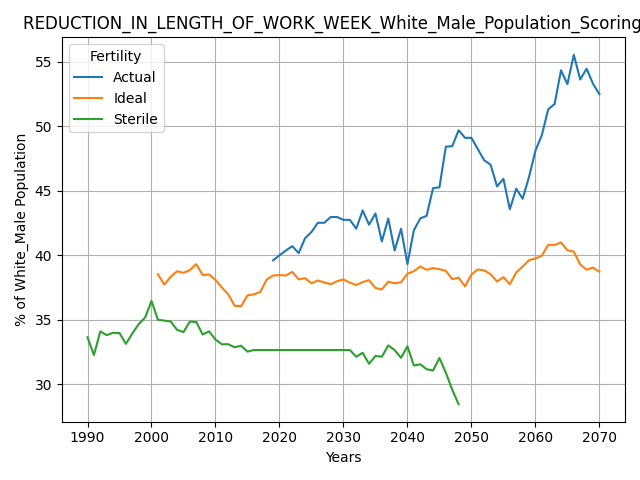 REDUCTION_IN_LENGTH_OF_WORK_WEEK_White_Male_Population_Scoring
Fertility
Actual
Ideal
Sterile
55
50
45
40
35
30
% of White_Male Population
1990 2000 2010 2020 2030 2040 2050 2060 2070
Years